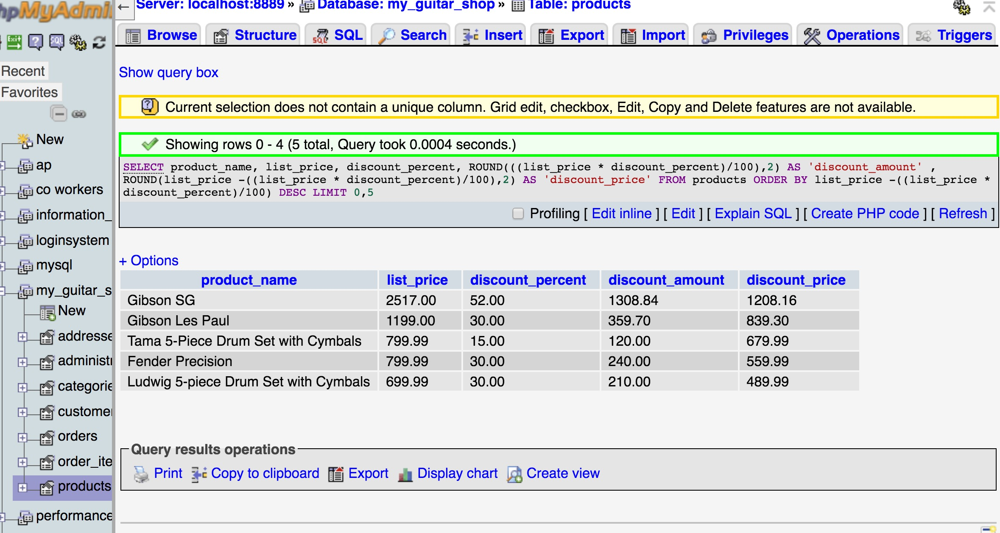 hpMyAdmi
Server: localhost:8889 » Database: my_guitar_shop » Table: products
Browse Structure SQL Search Insert Export Import Privileges Operations Triggers
Recent
Favorites
New
ap
co workers
information_
loginsystem
mysql
my_guitar_s
New
addresse
administr
categorie
customer
orders
order_ite
products
performance
Show query box
Current selection does not contain a unique column. Grid edit, checkbox, Edit, Copy and Delete features are not available.
Showing rows 0 - 4 (5 total, Query took 0.0004 seconds.)
SELECT product_name, list_price, discount_percent, ROUND(((list_price * discount_percent)/100),2) AS 'discount_amount' ,
ROUND(list_price -((list_price * discount_percent)/100),2) AS 'discount_price' FROM products ORDER BY list_price -((list_price *
discount_percent)/100) DESC LIMIT 0,5
Profiling [ Edit inline ] [ Edit ] [ Explain SQL ] [ Create PHP code ] [ Refresh ]
+ Options
product_name list_price discount_percent discount_amount discount_price
Gibson SG 2517.00 52.00 1308.84 1208.16
Gibson Les Paul 1199.00 30.00 359.70 839.30
Tama 5-Piece Drum Set with Cymbals 799.99 15.00 120.00 679.99
Fender Precision 799.99 30.00 240.00 559.99
Ludwig 5-piece Drum Set with Cymbals 699.99 30.00 210.00 489.99
Query results operations
Print Copy to clipboard Export Display chart Create view